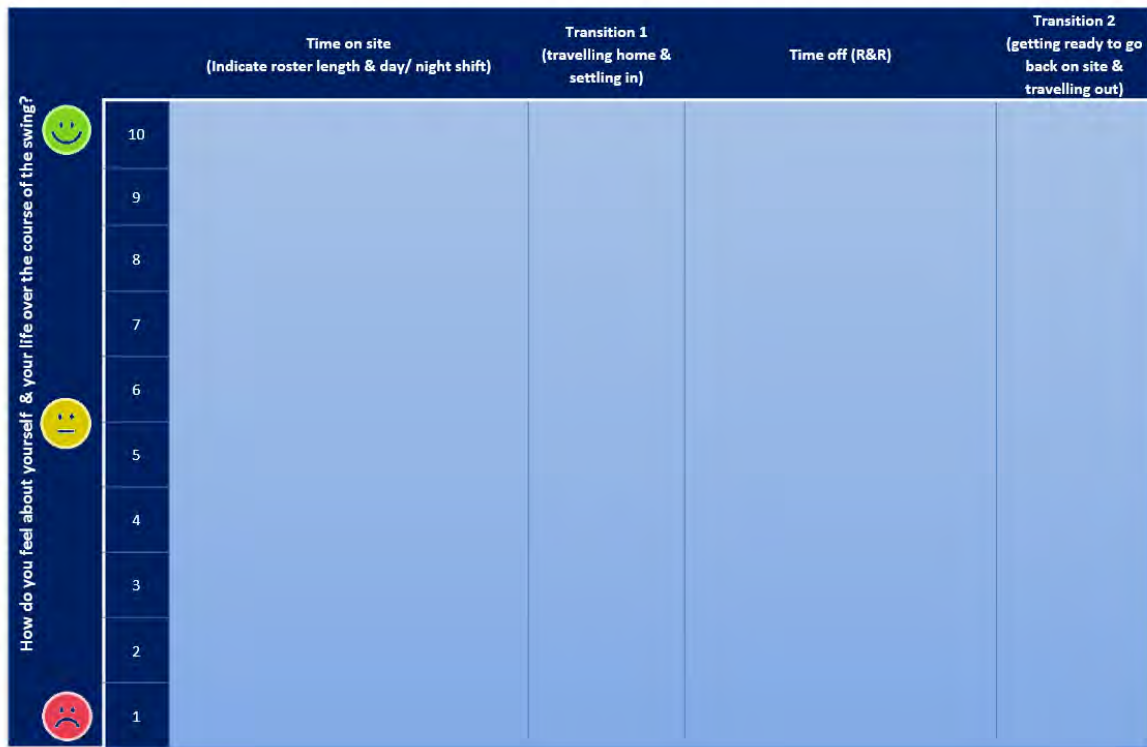 Time on site
(Indicate roster length & day/ night shift)
Transition 1
(travelling home &
settling in)
Time off (R&R)
Transition 2
(getting ready to go
back on site &
travelling out)
How do you feel about yourself & your life over the course of the swing?
10
9
8
7
6
5
4
3
2
1